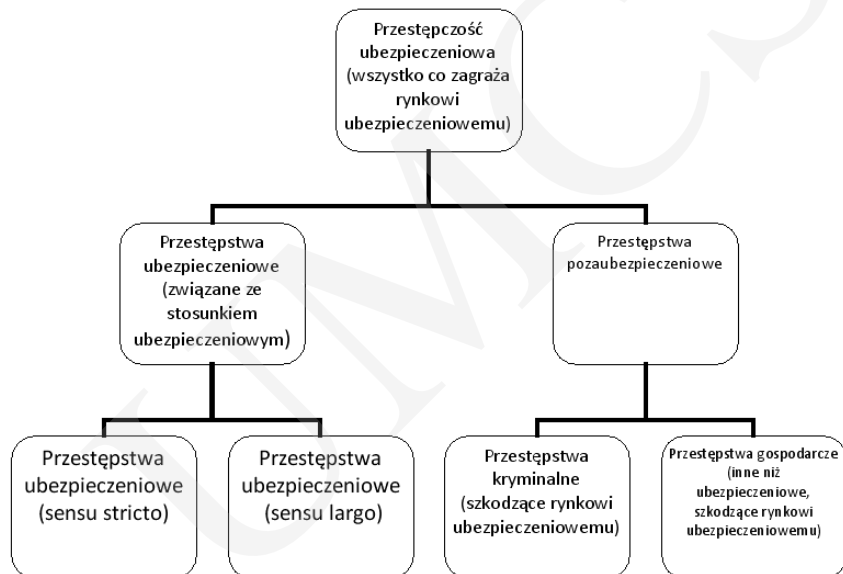 Przestępczość
ubezpieczeniowa
(wszystko co zagraża
rynkowi
ubezpieczeniowemu)
Przestępstwa
ubezpieczeniowe
(związane ze
stosunkiem
ubezpieczeniowym)
Przestępstwa
pozaubezpieczeniowe
Przestępstwa
ubezpieczeniowe
(sensu stricto)
Przestępstwa
ubezpieczeniowe
(sensu largo)
Przestępstwa
kryminalne
(szkodzące rynkowi
ubezpieczeniowemu)
Przestępstwa gospodarcze
(inne niż
ubezpieczeniowe,
szkodzące rynkowi
ubezpieczeniowemu)
UMCS